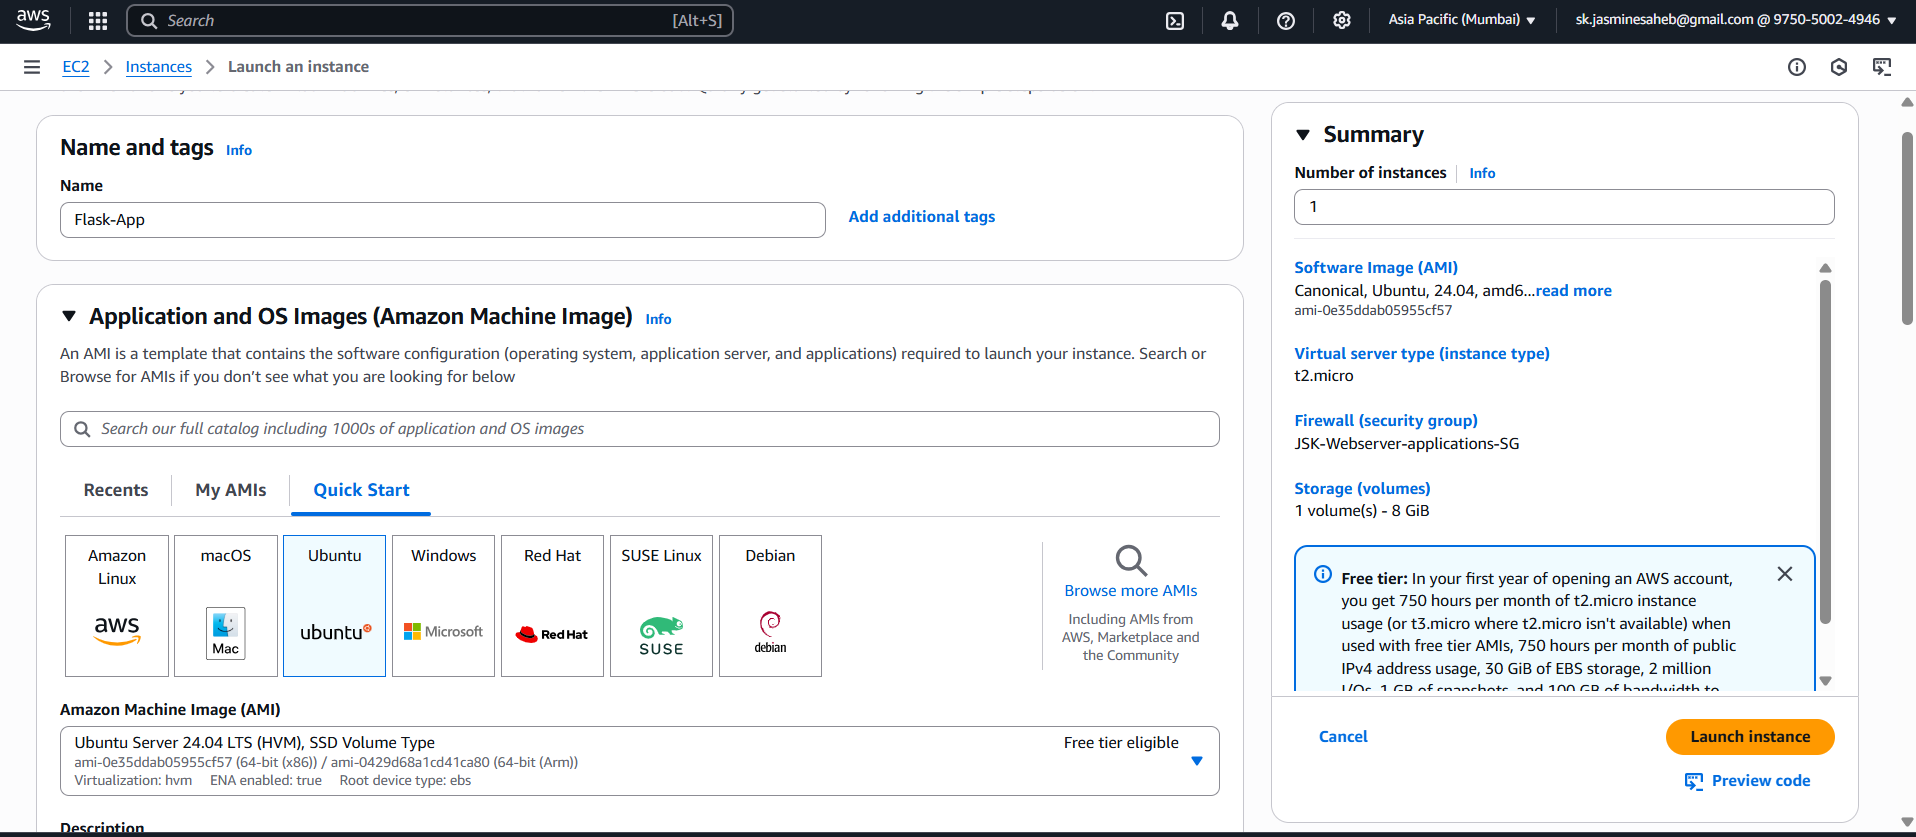 aws
Search
[Alt+S]
Asia Pacific (Mumbai)
sk.jasminesaheb@gmail.com @ 9750-5002-4946
EC2
Instances
Launch an instance
Name and tags
Info
Name
Flask-App
Add additional tags
Application and OS Images (Amazon Machine Image)
Info
An AMI is a template that contains the software configuration (operating system, application server, and applications) required to launch your instance. Search or
Browse for AMIs if you don't see what you are looking for below
Search our full catalog including 1000s of application and OS images
Recents
My AMIs
Quick Start
Amazon
Linux
aws
macOS
Mac
Ubuntu
ubuntu
Windows
Microsoft
Red Hat
Red Hat
SUSE Linux
SUSE
Debian
debian
Browse more AMIs
Including AMIs from
AWS, Marketplace and
the Community
Amazon Machine Image (AMI)
Ubuntu Server 24.04 LTS (HVM), SSD Volume Type
Free tier eligible
ami-0e35ddab05955cf57 (64-bit (x86)) / ami-0429d68a1cd41ca80 (64-bit (Arm))
Virtualization: hvm ENA enabled: true Root device type: ebs
Description
Summary
Number of instances
Info
1
Software Image (AMI)
Canonical, Ubuntu, 24.04, amd6...read more
ami-0e35ddab05955cf57
Virtual server type (instance type)
t2.micro
Firewall (security group)
JSK-Webserver-applications-SG
Storage (volumes)
1 volume(s) - 8 GiB
Free tier: In your first year of opening an AWS account,
you get 750 hours per month of t2.micro instance
usage (or t3.micro where t2.micro isn't available) when
used with free tier AMIs, 750 hours per month of public
IPv4 address usage, 30 GiB of EBS storage, 2 million
I/Os, 1 GB of snapshots, and 100 GB of bandwidth to
Cancel
Launch instance
Preview code